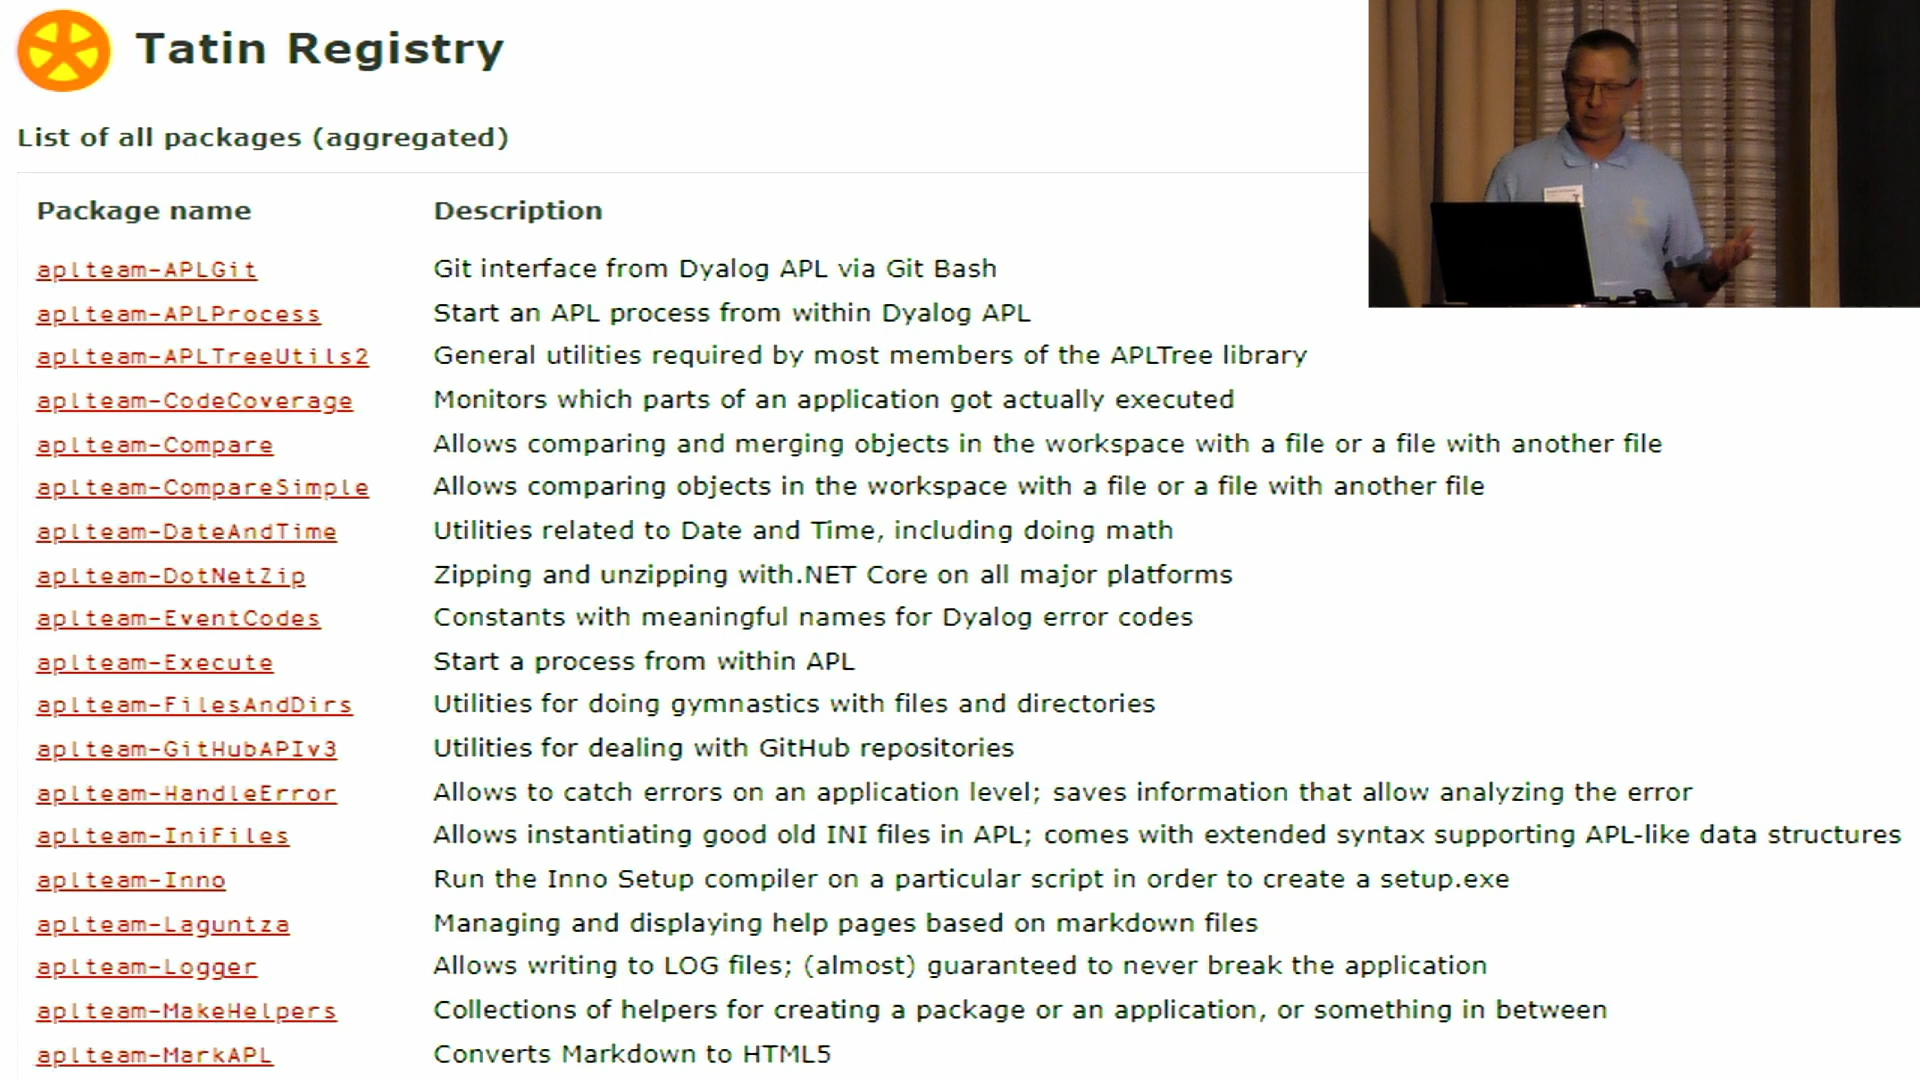 Tatin Registry
List of all packages (aggregated)
Package name Description
aplteam-APLGit Git interface from Dyalog APL via Git Bash
aplteam-APLProcess Start an APL process from within Dyalog APL
aplteam-APLTreeUtils2 General utilities required by most members of the APLTree library
aplteam-CodeCoverage Monitors which parts of an application got actually executed
aplteam-Compare Allows comparing and merging objects in the workspace with a file or a file with another file
aplteam-CompareSimple Allows comparing objects in the workspace with a file or a file with another file
aplteam-DateAndTime Utilities related to Date and Time, including doing math
aplteam-DotNetZip Zipping and unzipping with.NET Core on all major platforms
aplteam-EventCodes Constants with meaningful names for Dyalog error codes
aplteam-Execute Start a process from within APL
aplteam-FilesAndDirs Utilities for doing gymnastics with files and directories
aplteam-GitHubAPIv3 Utilities for dealing with GitHub repositories
aplteam-HandleError Allows to catch errors on an application level; saves information that allow analyzing the error
aplteam-IniFiles Allows instantiating good old INI files in APL; comes with extended syntax supporting APL-like data structures
aplteam-Inno Run the Inno Setup compiler on a particular script in order to create a setup.exe
aplteam-Laguntza Managing and displaying help pages based on markdown files
aplteam-Logger Allows writing to LOG files; (almost) guaranteed to never break the application
aplteam-MakeHelpers Collections of helpers for creating a package or an application, or something in between
aplteam-MarkAPL Converts Markdown to HTML5